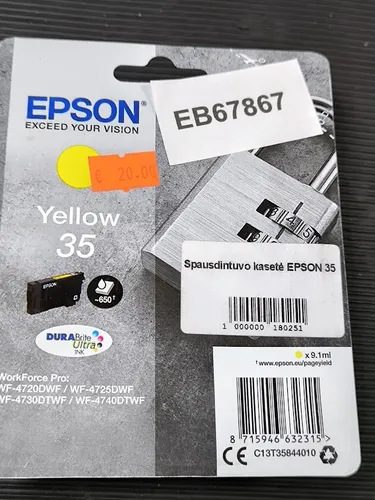 EPSON®
EXCEED YOUR VISION
EB67867
€ 20.00
Yellow
35
~650†
DURABrite
Ultra
INK
Spausdintuvo kasetė EPSON 35
1 000000 180251
x 9.1ml
† www.epson.eu/pageyield
WorkForce Pro:
WF-4720DWF / WF-4725DWF
WF-4730DTWF / WF-4740DTWF
8 715946 632315
CE C13T35844010